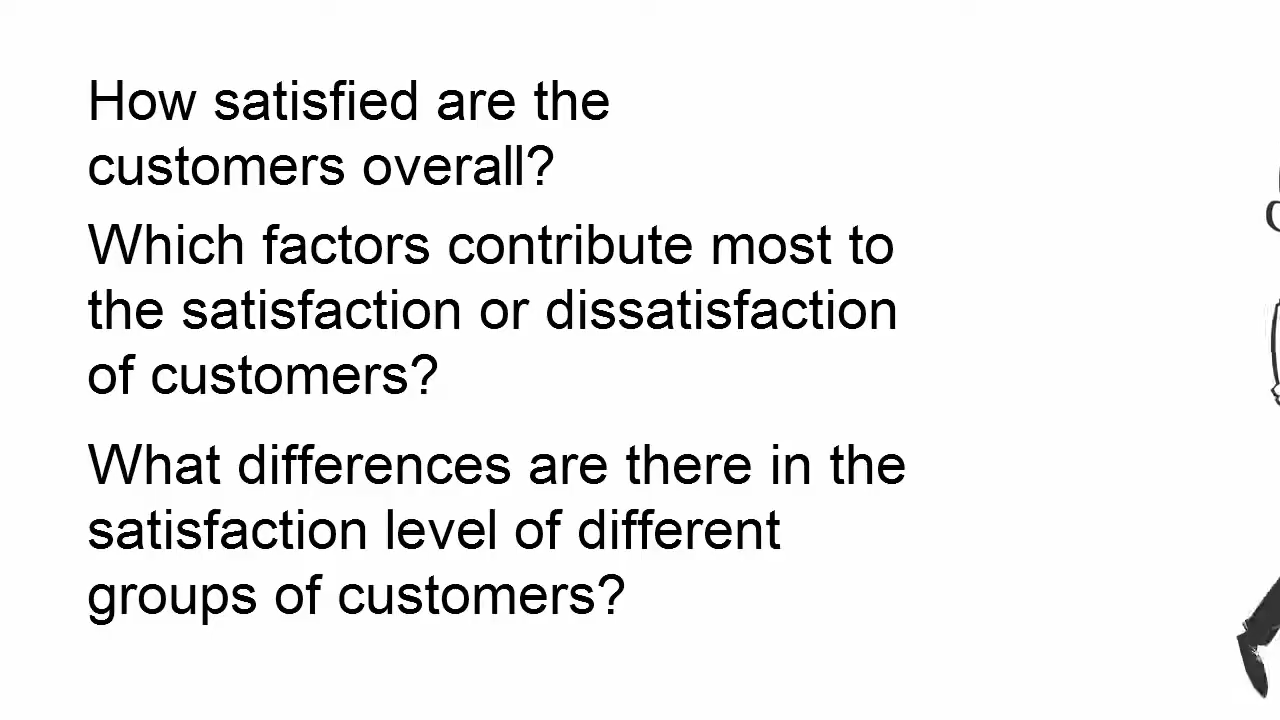 How satisfied are the
customers overall?
Which factors contribute most to
the satisfaction or dissatisfaction
of customers?
What differences are there in the
satisfaction level of different
groups of customers?